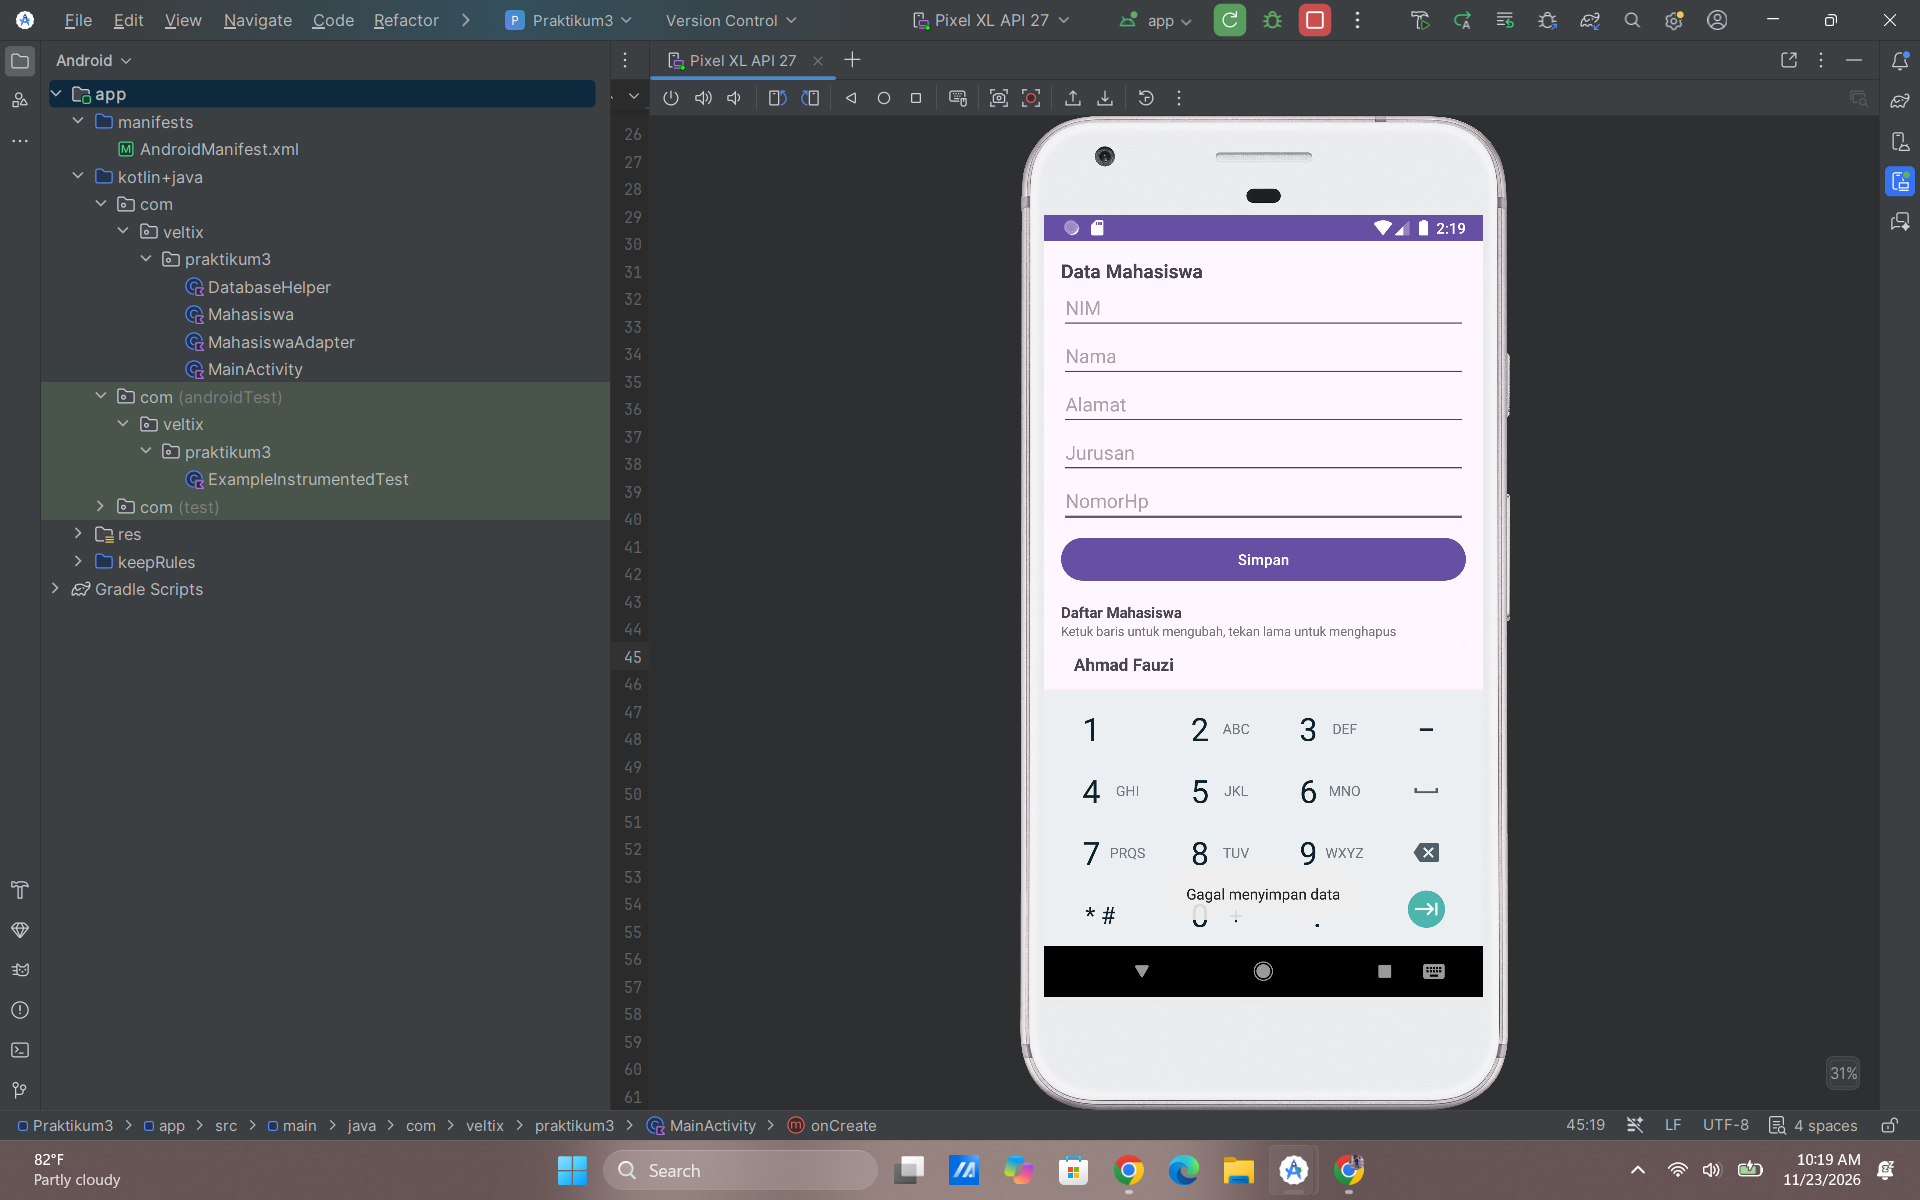 File Edit View Navigate Code Refactor P Praktikum3 Version Control Pixel XL API 27 app
Android
Pixel XL API 27
app
manifests
AndroidManifest.xml
kotlin+java
com
veltix
praktikum3
DatabaseHelper
Mahasiswa
MahasiswaAdapter
MainActivity
com (androidTest)
veltix
praktikum3
ExampleInstrumentedTest
com (test)
res
keepRules
Gradle Scripts
26
27
28
29
30
31
32
33
34
35
36
37
38
39
40
41
42
43
44
45
46
47
48
49
50
51
52
53
54
55
56
57
58
59
60
61
2:19
Data Mahasiswa
NIM
Nama
Alamat
Jurusan
NomorHp
Simpan
Daftar Mahasiswa
Ketuk baris untuk mengubah, tekan lama untuk menghapus
Ahmad Fauzi
1 2 ABC 3 DEF -
4 GHI 5 JKL 6 MNO
7 PRQS 8 TUV 9 WXYZ
Gagal menyimpan data
* # 0 + .
31%
Praktikum3 > app > src > main > java > com > veltix > praktikum3 > MainActivity > m onCreate
45:19 LF UTF-8 4 spaces
82°F
Partly cloudy
Search
10:19 AM
11/23/2026